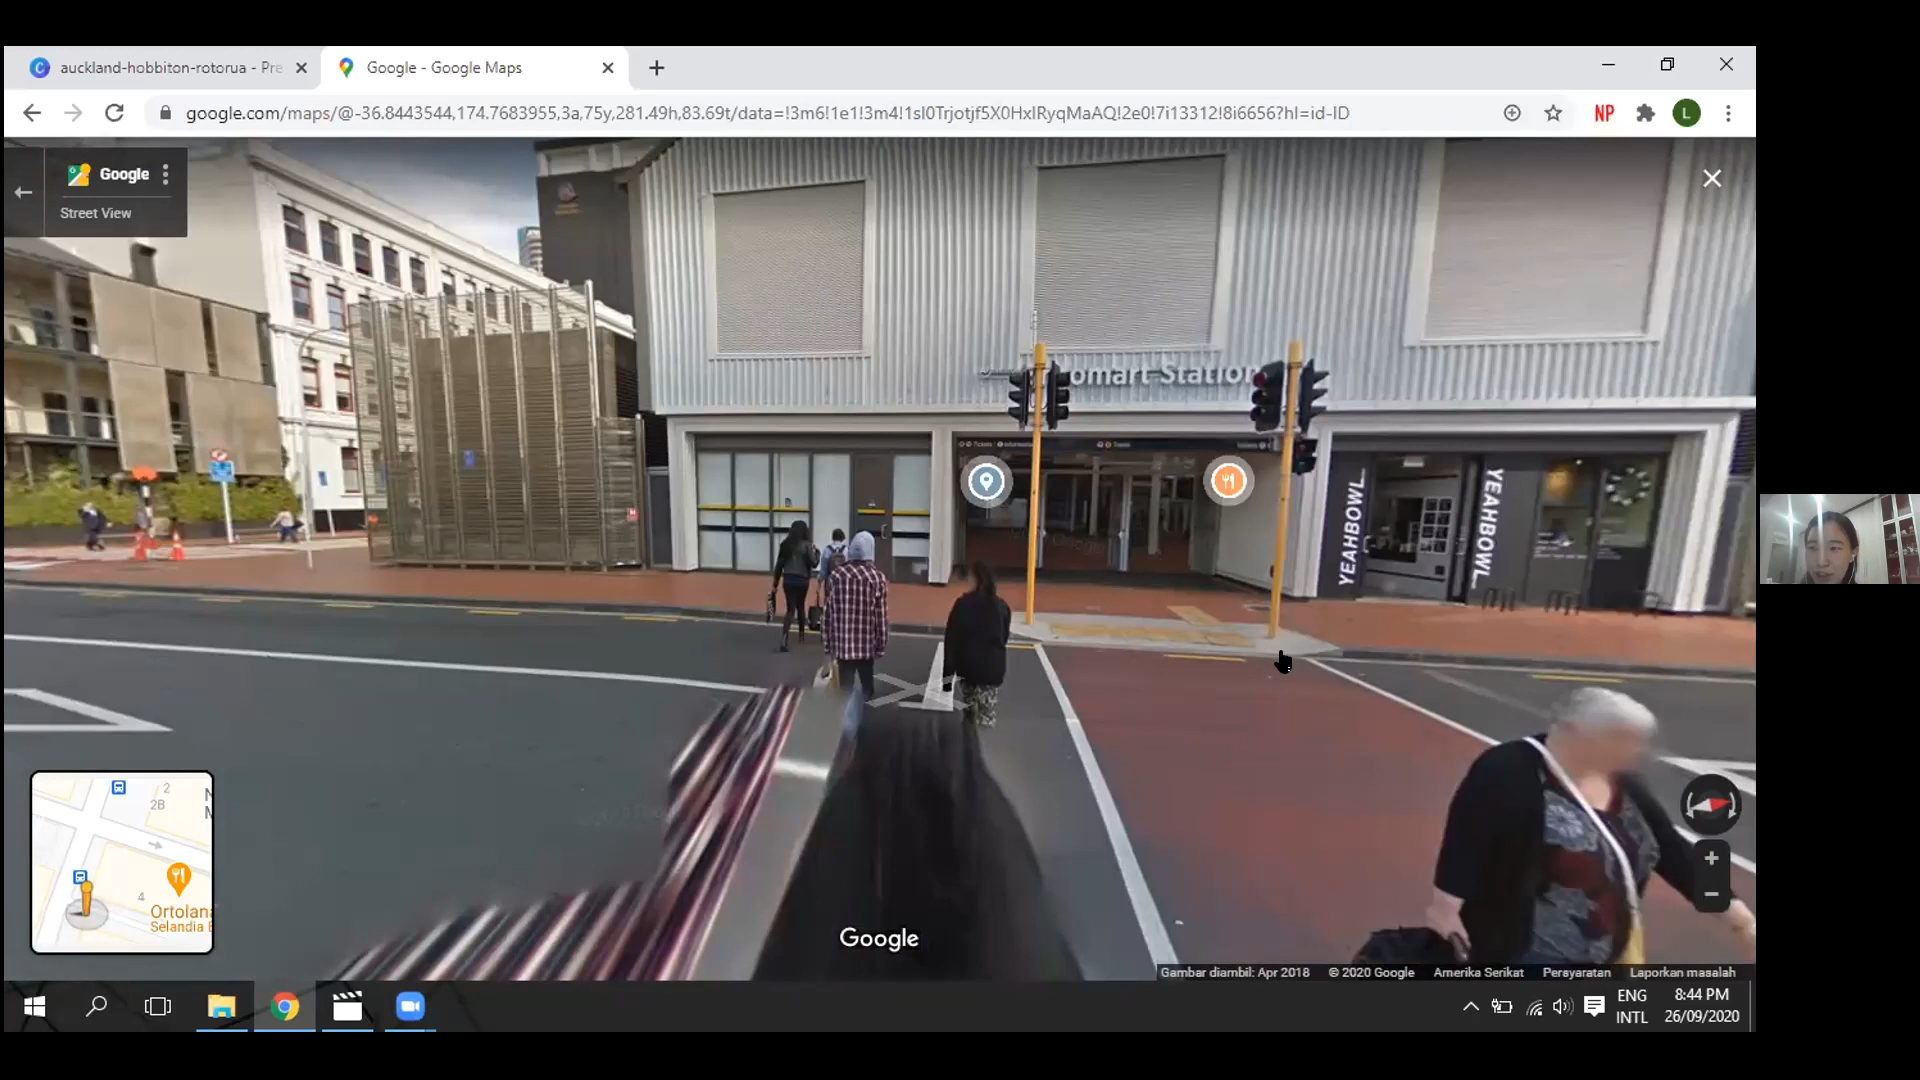 auckland-hobbiton-rotorua - Pre
Google - Google Maps
google.com/maps/@-36.8443544,174.7683955,3a,75y,281.49h,83.69t/data=!3m6!1e1!3m4!1sI0Trjotjf5X0HxIRyqMaAQ!2e0!7i13312!8i6656?hl=id-ID
NP
L
Google
Street View
omart Station
YEAHBOWL.
YEAHBOWL.
2
2B
N
M
4
Ortolana
Selandia B
Google
Gambar diambil: Apr 2018 © 2020 Google Amerika Serikat Persyaratan Laporkan masalah
ENG
INTL
8:44 PM
26/09/2020